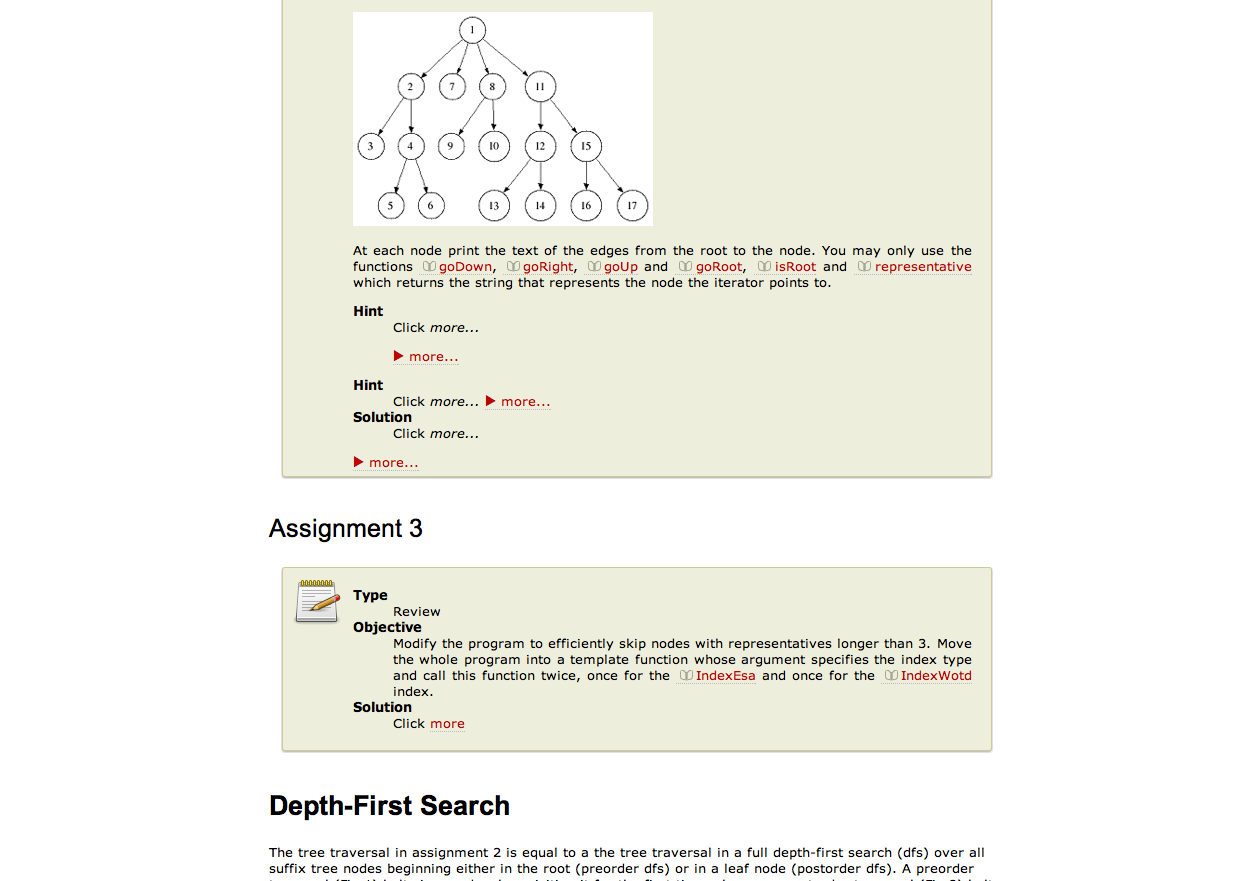 1
2 7 8 11
3 4 9 10 12 15
5 6 13 14 16 17
At each node print the text of the edges from the root to the node. You may only use the
functions goDown, goRight, goUp and goRoot, isRoot and representative
which returns the string that represents the node the iterator points to.
Hint
Click more...
▶ more...
Hint
Click more... ▶ more...
Solution
Click more...
▶ more...
Assignment 3
Type
Review
Objective
Modify the program to efficiently skip nodes with representatives longer than 3. Move
the whole program into a template function whose argument specifies the index type
and call this function twice, once for the IndexEsa and once for the IndexWotd
index.
Solution
Click more
Depth-First Search
The tree traversal in assignment 2 is equal to a the tree traversal in a full depth-first search (dfs) over all
suffix tree nodes beginning either in the root (preorder dfs) or in a leaf node (postorder dfs). A preorder